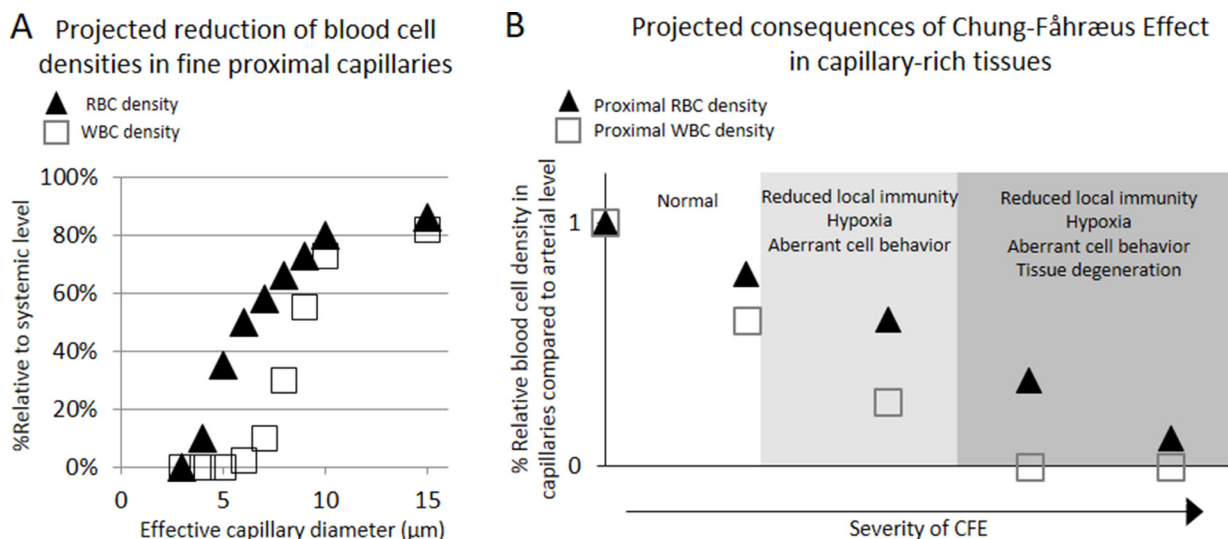 A
Projected reduction of blood cell
densities in fine proximal capillaries
RBC density
WBC density
%Relative to systemic level
100%
80%
60%
40%
20%
0%
0
5
10
15
Effective capillary diameter (μm)
B
Projected consequences of Chung-Fåhræus Effect
in capillary-rich tissues
Proximal RBC density
Proximal WBC density
% Relative blood cell density in
capillaries compared to arterial level
1
0
Normal
Reduced local immunity
Hypoxia
Aberrant cell behavior
Reduced local immunity
Hypoxia
Aberrant cell behavior
Tissue degeneration
Severity of CFE